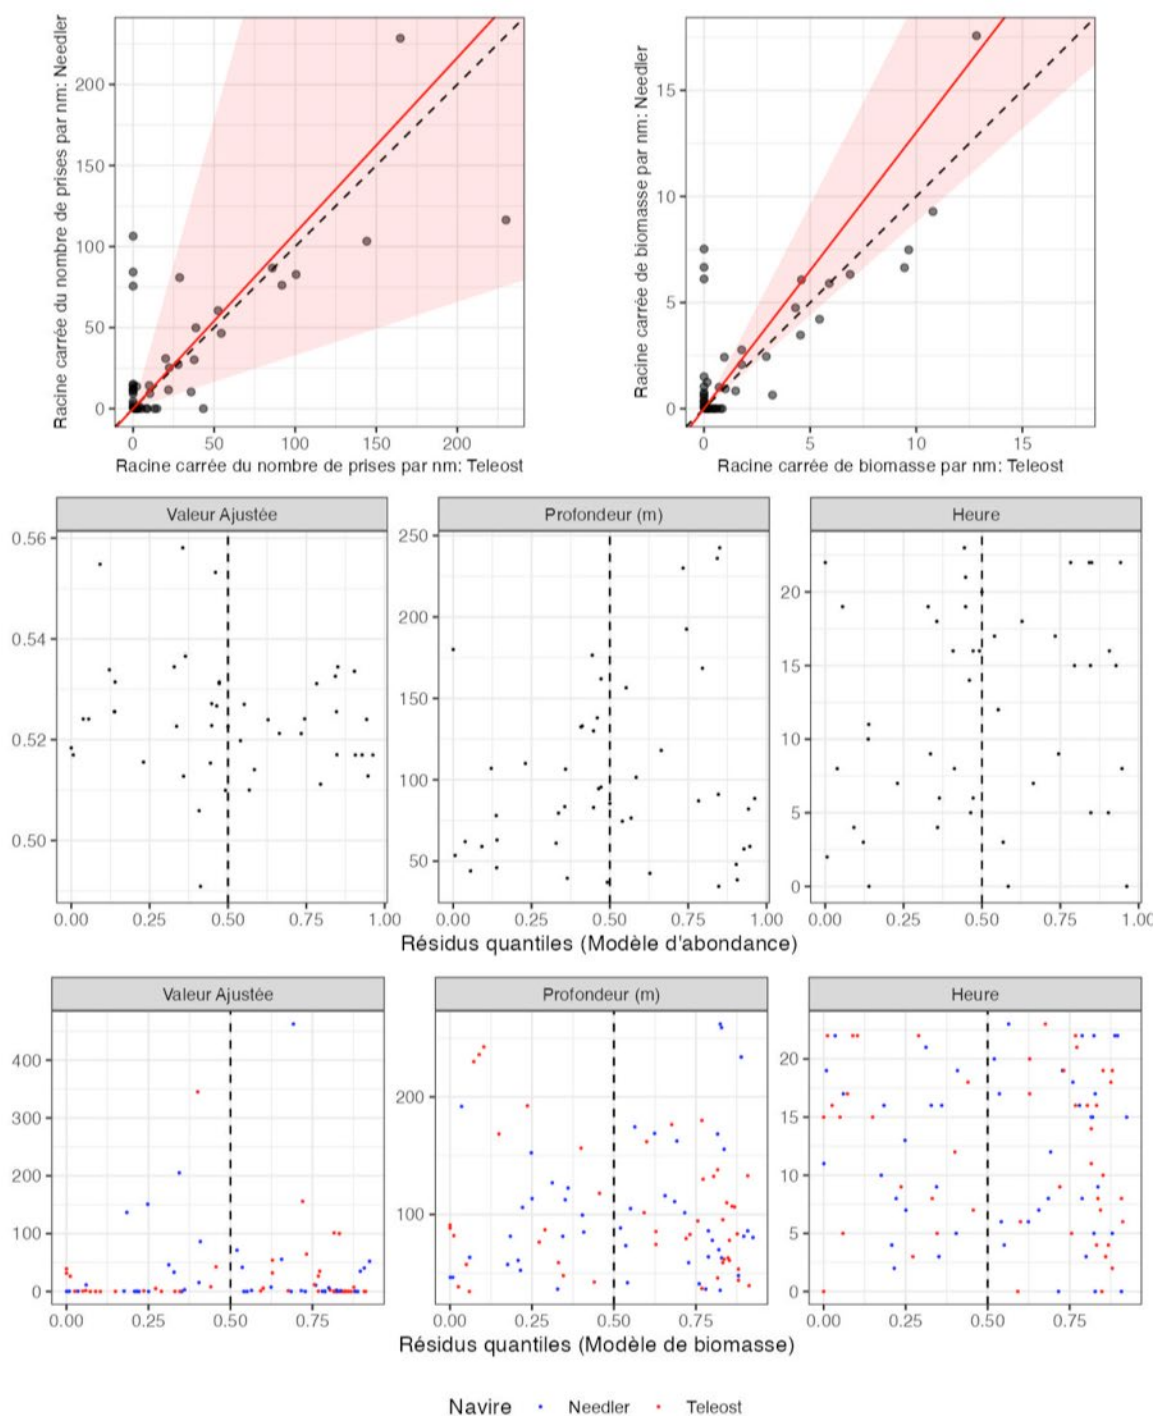 Racine carrée du nombre de prises par nm: Needler
200
150
100
50
0
0 50 100 150 200
Racine carrée du nombre de prises par nm: Teleost
Racine carrée de biomasse par nm: Needler
15
10
5
0
0 5 10 15
Racine carrée de biomasse par nm: Teleost
Valeur Ajustée
0.56
0.54
0.52
0.50
0.00 0.25 0.50 0.75 1.00
Profondeur (m)
250
200
150
100
50
0.00 0.25 0.50 0.75 1.00
Heure
20
15
10
5
0
0.00 0.25 0.50 0.75 1.00
Résidus quantiles (Modèle d'abondance)
Valeur Ajustée
400
300
200
100
0
0.00 0.25 0.50 0.75
Profondeur (m)
200
100
0.00 0.25 0.50 0.75
Heure
20
15
10
5
0
0.00 0.25 0.50 0.75
Résidus quantiles (Modèle de biomasse)
Navire Needler Teleost